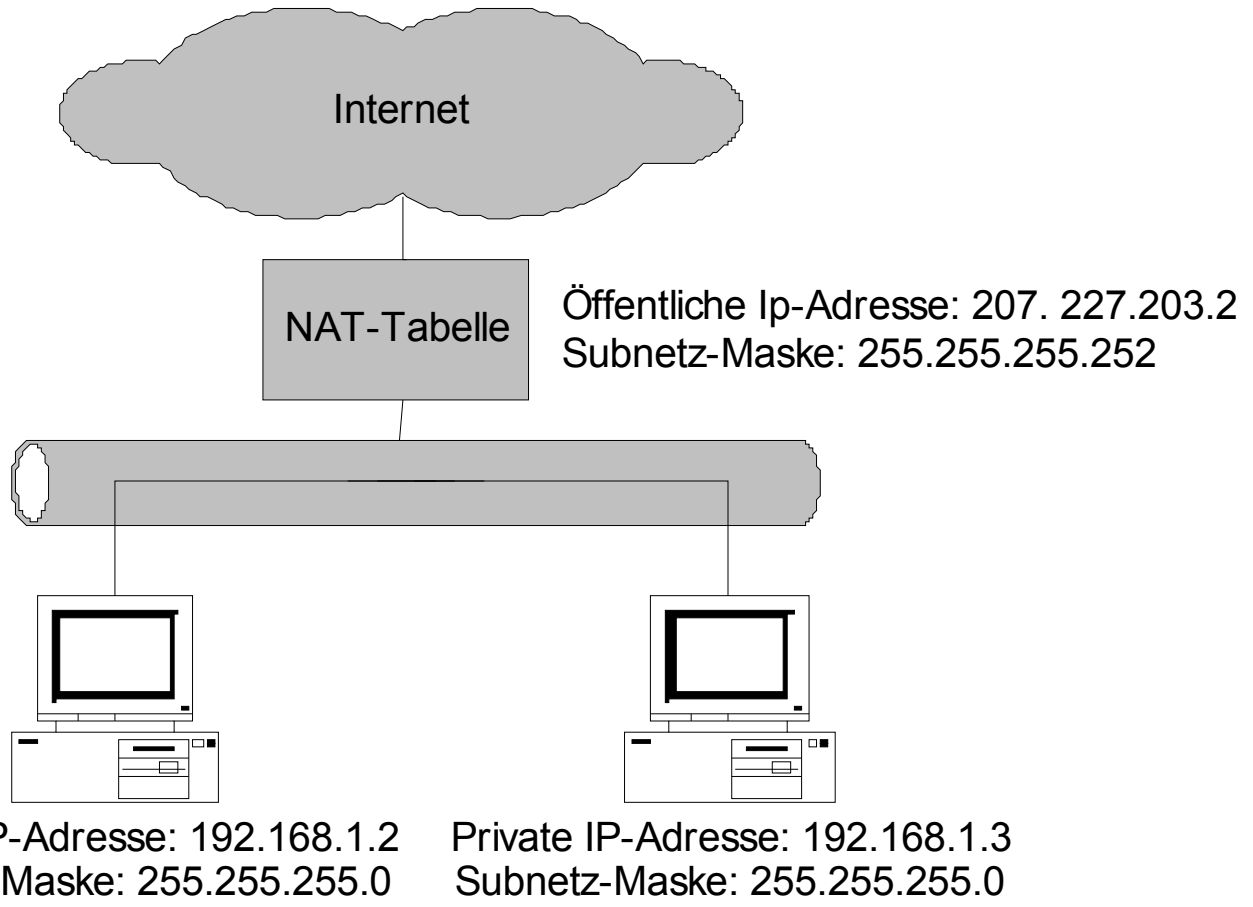 Internet
NAT-Tabelle
Öffentliche Ip-Adresse: 207. 227.203.2
Subnetz-Maske: 255.255.255.252
P-Adresse: 192.168.1.2
Maske: 255.255.255.0
Private IP-Adresse: 192.168.1.3
Subnetz-Maske: 255.255.255.0